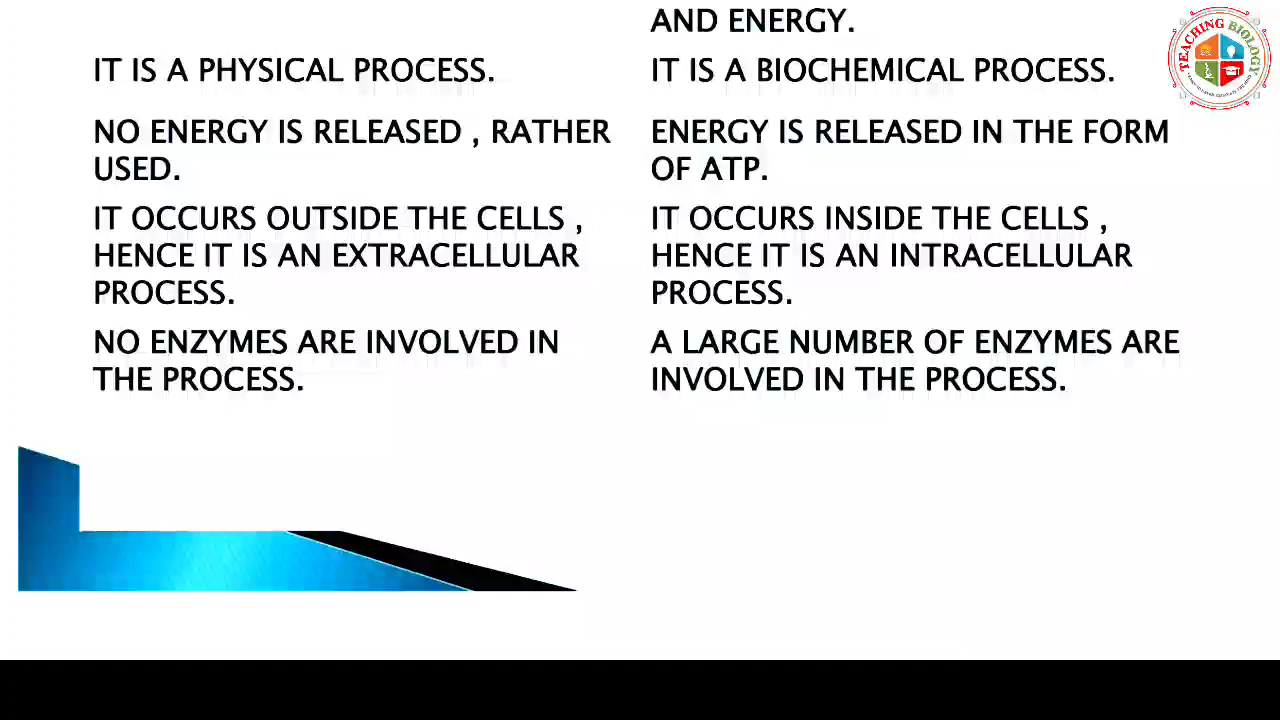 AND ENERGY.
IT IS A PHYSICAL PROCESS.
IT IS A BIOCHEMICAL PROCESS.
NO ENERGY IS RELEASED , RATHER
USED.
ENERGY IS RELEASED IN THE FORM
OF ATP.
IT OCCURS OUTSIDE THE CELLS ,
HENCE IT IS AN EXTRACELLULAR
PROCESS.
IT OCCURS INSIDE THE CELLS ,
HENCE IT IS AN INTRACELLULAR
PROCESS.
NO ENZYMES ARE INVOLVED IN
THE PROCESS.
A LARGE NUMBER OF ENZYMES ARE
INVOLVED IN THE PROCESS.
TEACHING BIOLOGY